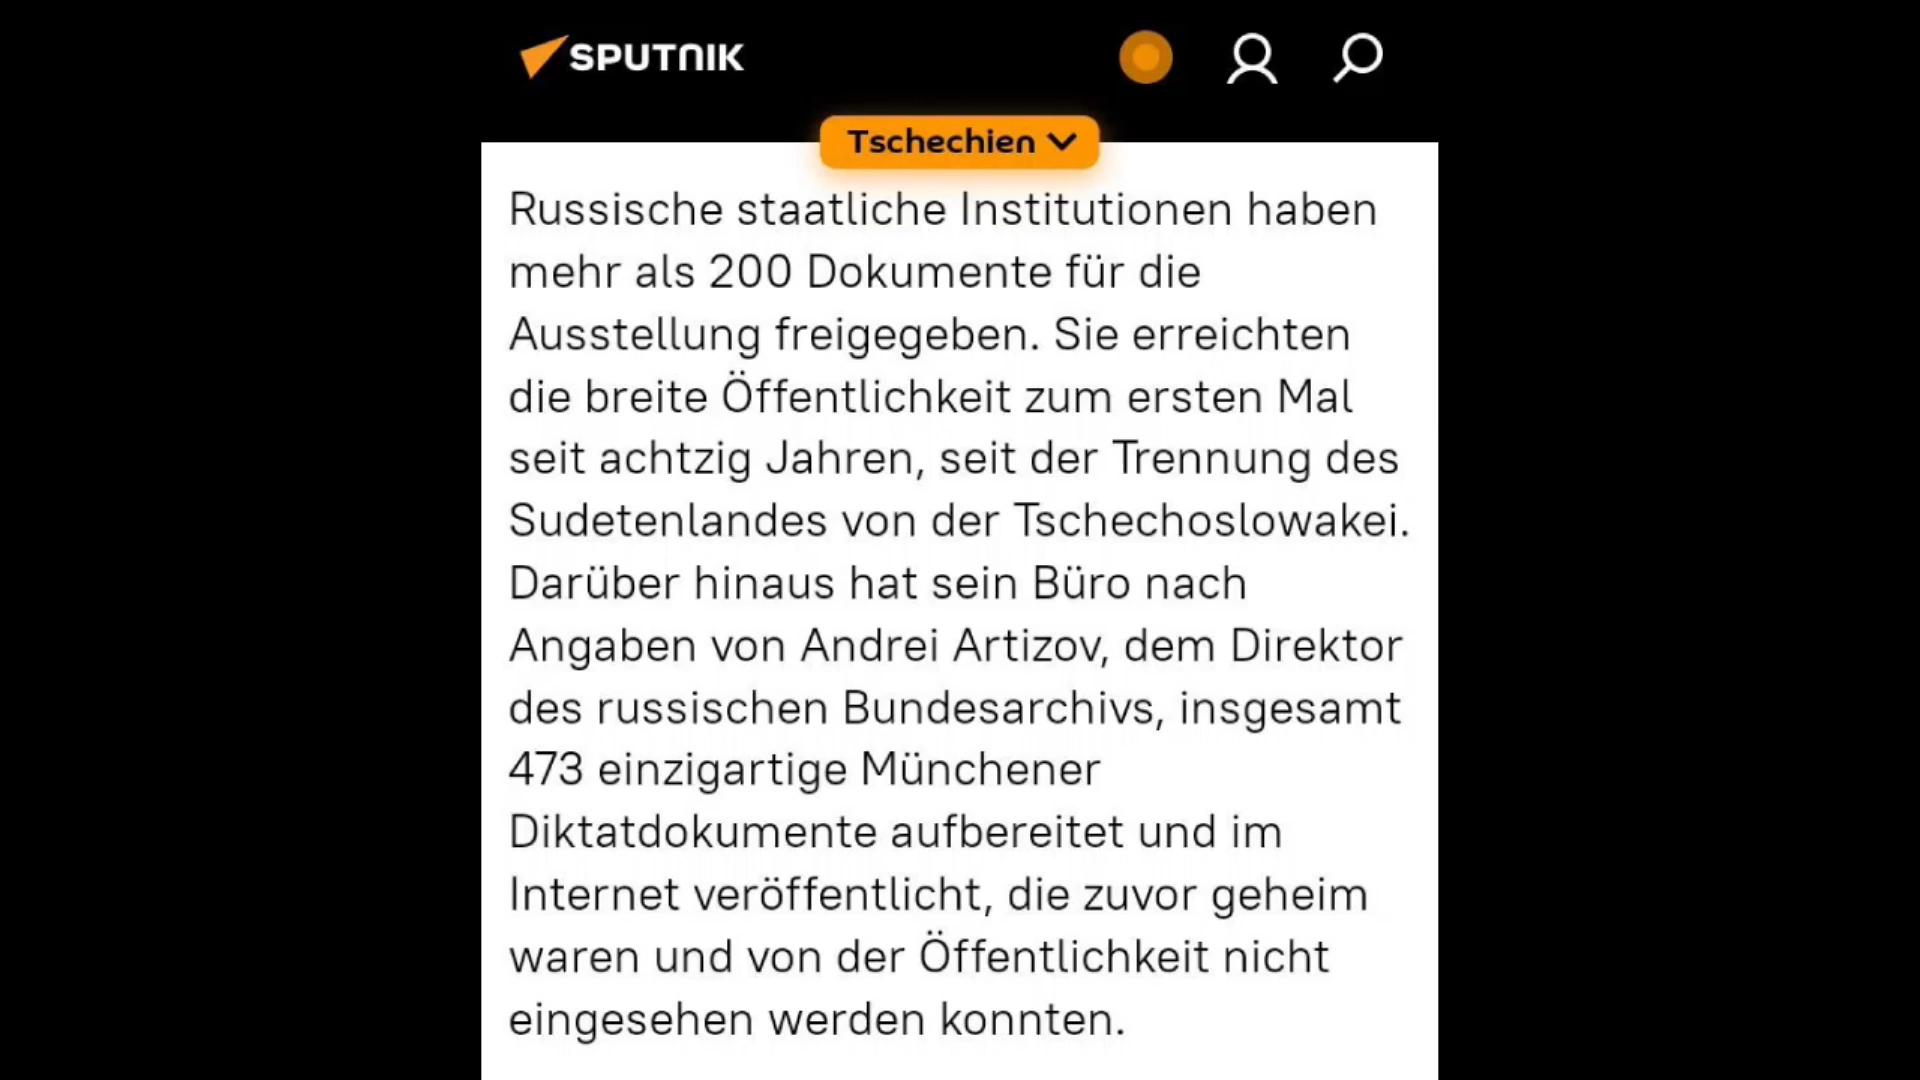 SPUTNIK
Tschechien
Russische staatliche Institutionen haben
mehr als 200 Dokumente für die
Ausstellung freigegeben. Sie erreichten
die breite Öffentlichkeit zum ersten Mal
seit achtzig Jahren, seit der Trennung des
Sudetenlandes von der Tschechoslowakei.
Darüber hinaus hat sein Büro nach
Angaben von Andrei Artizov, dem Direktor
des russischen Bundesarchivs, insgesamt
473 einzigartige Münchener
Diktatdokumente aufbereitet und im
Internet veröffentlicht, die zuvor geheim
waren und von der Öffentlichkeit nicht
eingesehen werden konnten.